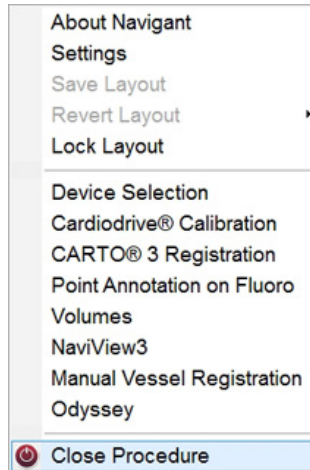 About Navigant
Settings
Save Layout
Revert Layout
Lock Layout
Device Selection
Cardiodrive® Calibration
CARTO® 3 Registration
Point Annotation on Fluoro
Volumes
NaviView3
Manual Vessel Registration
Odyssey
Close Procedure